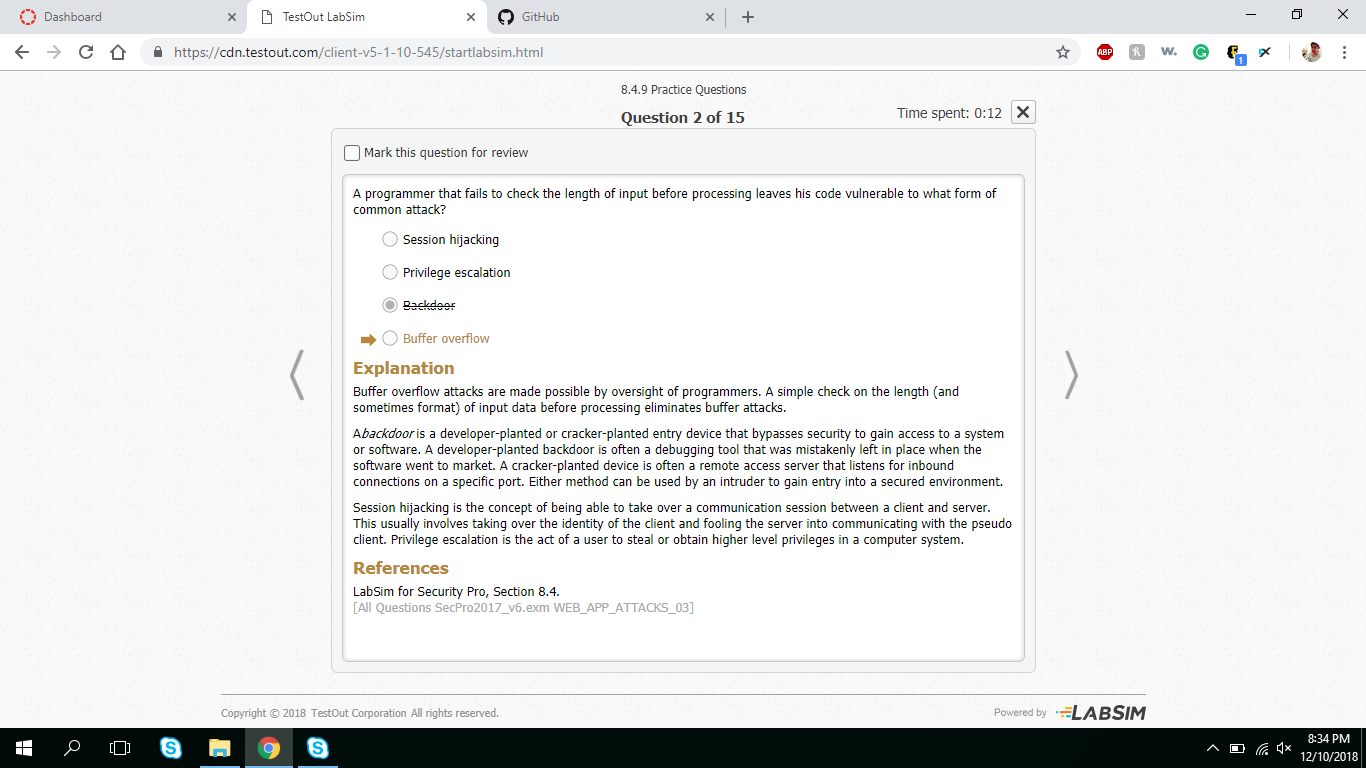 Dashboard
TestOut LabSim
GitHub
https://cdn.testout.com/client-v5-1-10-545/startlabsim.html
ABP
w.
1
8.4.9 Practice Questions
Question 2 of 15
Time spent: 0:12
Mark this question for review
A programmer that fails to check the length of input before processing leaves his code vulnerable to what form of
common attack?
Session hijacking
Privilege escalation
Backdoor
Buffer overflow
Explanation
Buffer overflow attacks are made possible by oversight of programmers. A simple check on the length (and
sometimes format) of input data before processing eliminates buffer attacks.
Abackdoor is a developer-planted or cracker-planted entry device that bypasses security to gain access to a system
or software. A developer-planted backdoor is often a debugging tool that was mistakenly left in place when the
software went to market. A cracker-planted device is often a remote access server that listens for inbound
connections on a specific port. Either method can be used by an intruder to gain entry into a secured environment.
Session hijacking is the concept of being able to take over a communication session between a client and server.
This usually involves taking over the identity of the client and fooling the server into communicating with the pseudo
client. Privilege escalation is the act of a user to steal or obtain higher level privileges in a computer system.
References
LabSim for Security Pro, Section 8.4.
[All Questions SecPro2017_v6.exm WEB_APP_ATTACKS_03]
Copyright © 2018 TestOut Corporation All rights reserved.
Powered by LABSIM
8:34 PM
12/10/2018